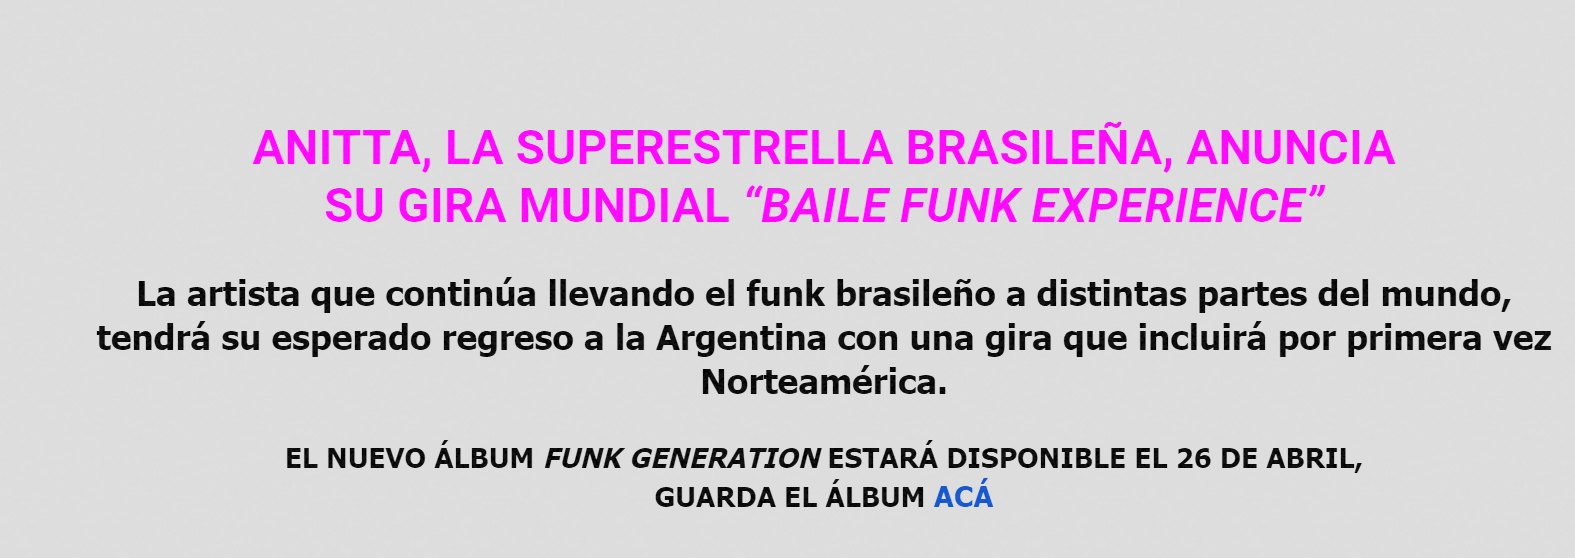 ANITTA, LA SUPERESTRELLA BRASILEÑA, ANUNCIA
SU GIRA MUNDIAL “BAILE FUNK EXPERIENCE”
La artista que continúa llevando el funk brasileño a distintas partes del mundo,
tendrá su esperado regreso a la Argentina con una gira que incluirá por primera vez
Norteamérica.
EL NUEVO ÁLBUM FUNK GENERATION ESTARÁ DISPONIBLE EL 26 DE ABRIL,
GUARDA EL ÁLBUM ACÁ